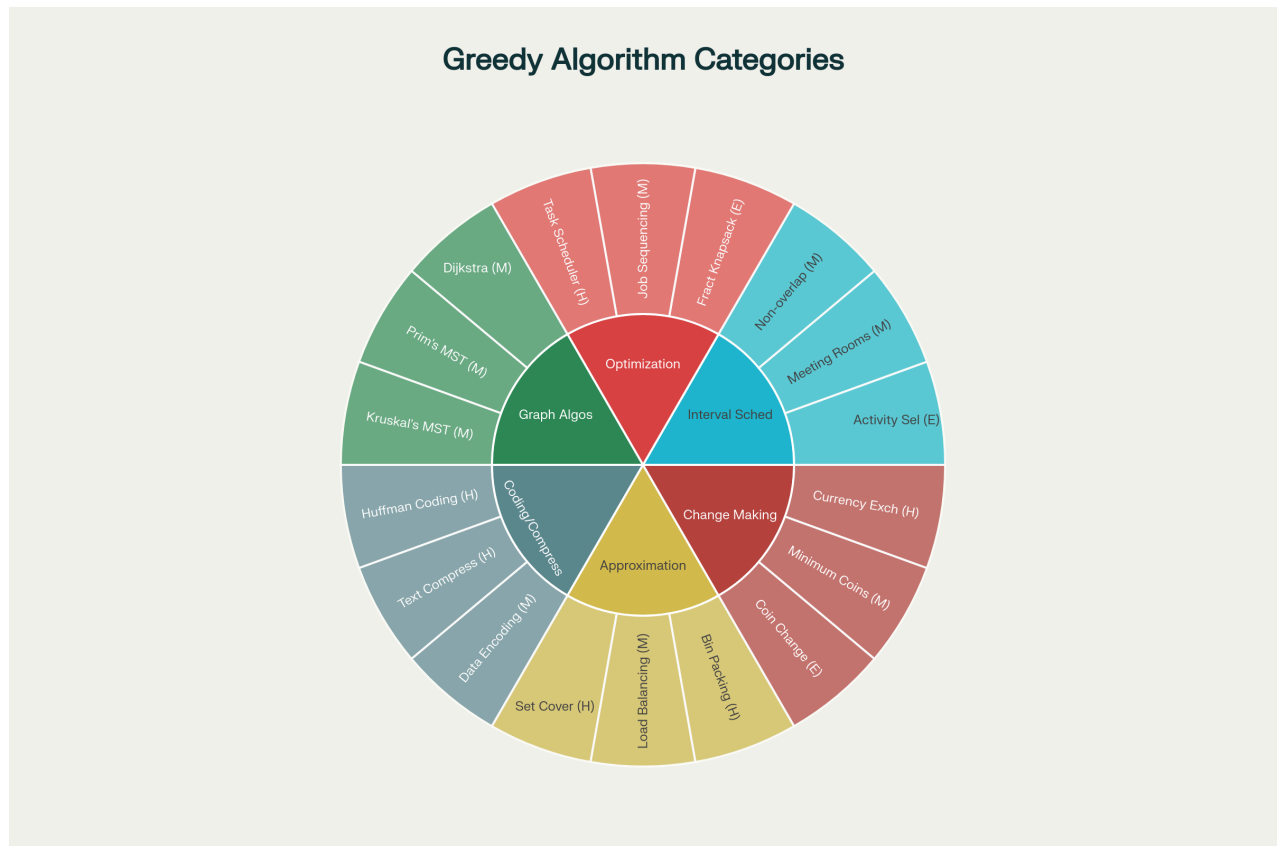 Greedy Algorithm Categories
Optimization
Task Scheduler (H)
Job Sequencing (M)
Fract Knapsack (E)
Interval Sched
Non-overlap (M)
Meeting Rooms (M)
Activity Sel (E)
Change Making
Currency Exch (H)
Minimum Coins (M)
Coin Change (E)
Approximation
Bin Packing (H)
Load Balancing (M)
Set Cover (H)
Coding/Compress
Data Encoding (M)
Text Compress (H)
Huffman Coding (H)
Graph Algos
Kruskal's MST (M)
Prim's MST (M)
Dijkstra (M)